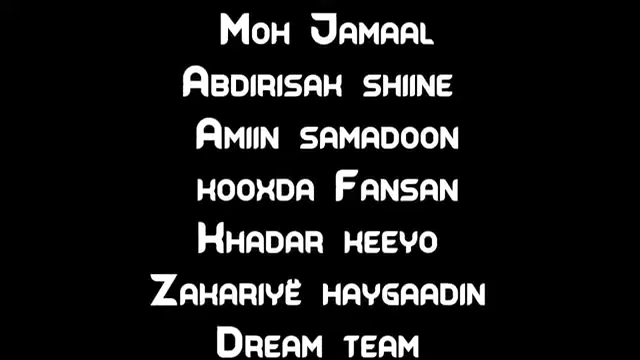 Moh Jamaal
Abdirisak shiine
Amiin samadoon
kooxda Fansan
Khadar keeyo
Zakariyë haygaadin
Dream team